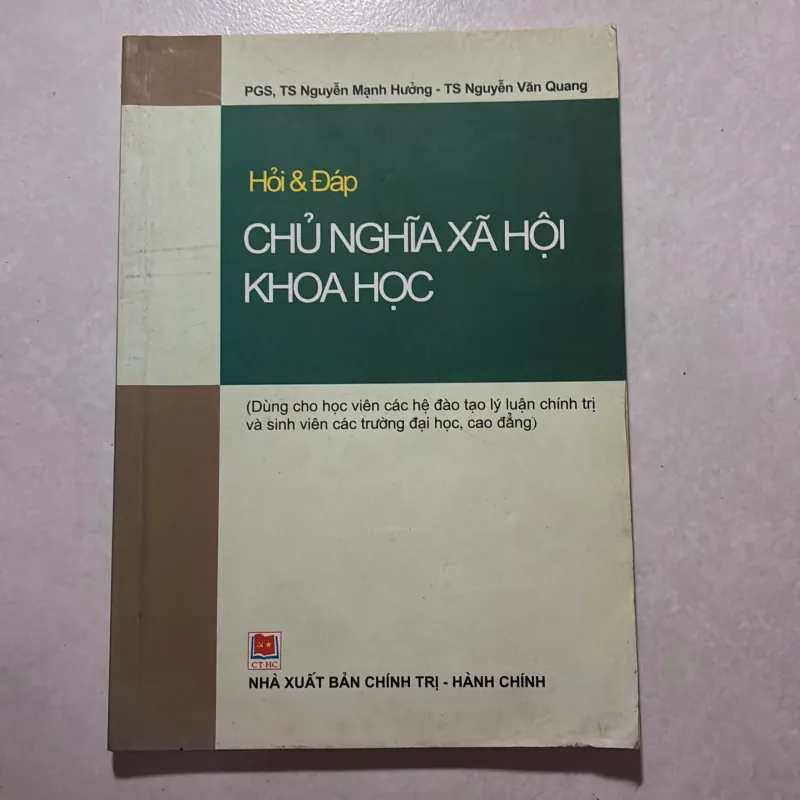 PGS, TS Nguyễn Mạnh Hưởng - TS Nguyễn Văn Quang
Hỏi & Đáp
CHỦ NGHĨA XÃ HỘI
KHOA HỌC
(Dùng cho học viên các hệ đào tạo lý luận chính trị
và sinh viên các trường đại học, cao đẳng)
CT-HC
NHÀ XUẤT BẢN CHÍNH TRỊ - HÀNH CHÍNH